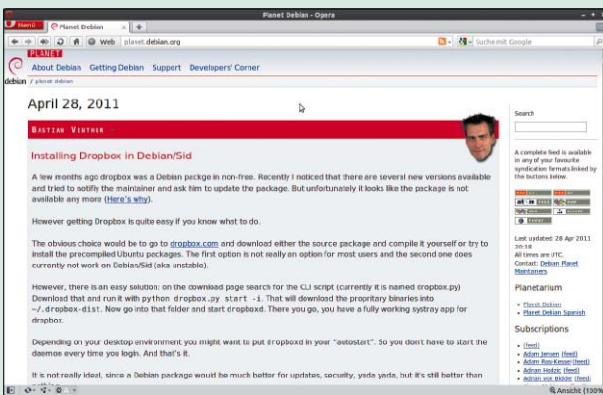 Planet Debian - Opera
Menü
Planet Debian
Web planet.debian.org
Suche mit Google
PLANET
About Debian Getting Debian Support Developers' Corner
debian / planet debian
April 28, 2011
BASTIAN VENTHUR
Installing Dropbox in Debian/Sid
A few months ago dropbox was a Debian package in non-free. Recently I noticed that there are several new versions available
and tried to notify the maintainer and ask him to update the package. But unfortunately it looks like the package is not
available any more (Here's why).
However getting Dropbox is quite easy if you know what to do.
The obvious choice would be to go to dropbox.com and download either the source package and compile it yourself or try to
install the precompiled Ubuntu packages. The first option is not really an option for most users and the second one does
currently not work on Debian/Sid (aka unstable).
However, there is an easy solution: on the download page search for the CLI script (currently it is named dropbox.py)
Download that and run it with python dropbox.py start -i. That will download the propritary binaries into
~/.dropbox-dist. Now go into that folder and start dropboxd. There you go, you have a fully working systray app for
dropbox.
Depending on your desktop environment you might want to put dropboxd in your "autostart". So you don't have to start the
daemon every time you login. And that's it.
It is not really ideal, since a Debian package would be much better for updates, security, yada yada, but it's still better than
Search
A complete feed is available
in any of your favourite
syndication formats linked by
the buttons below.
Last updated: 28 Apr 2011
All times are UTC.
Contact: Debian Planet
Maintainers
Planetarium
Planet Debian
Planet Debian Spanish
Subscriptions
(feed)
Adam Jensen (feed)
Adam Rosi-Kessel (feed)
Adnan Hodzic (feed)
Adrian von Bidder (feed)
Ansicht (130%